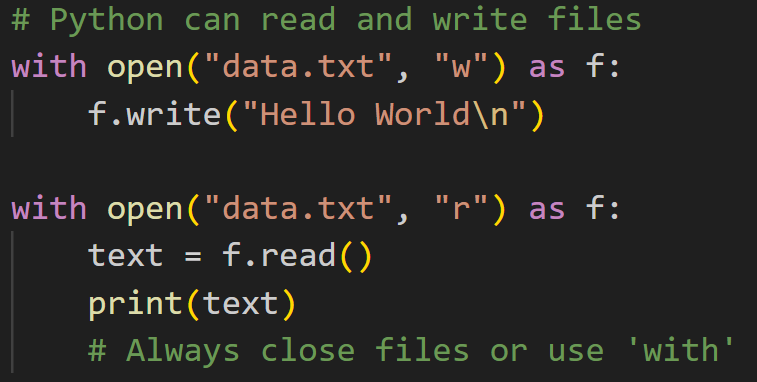 # Python can read and write files
with open("data.txt", "w") as f:
    f.write("Hello World\n")

with open("data.txt", "r") as f:
    text = f.read()
    print(text)
    # Always close files or use 'with'